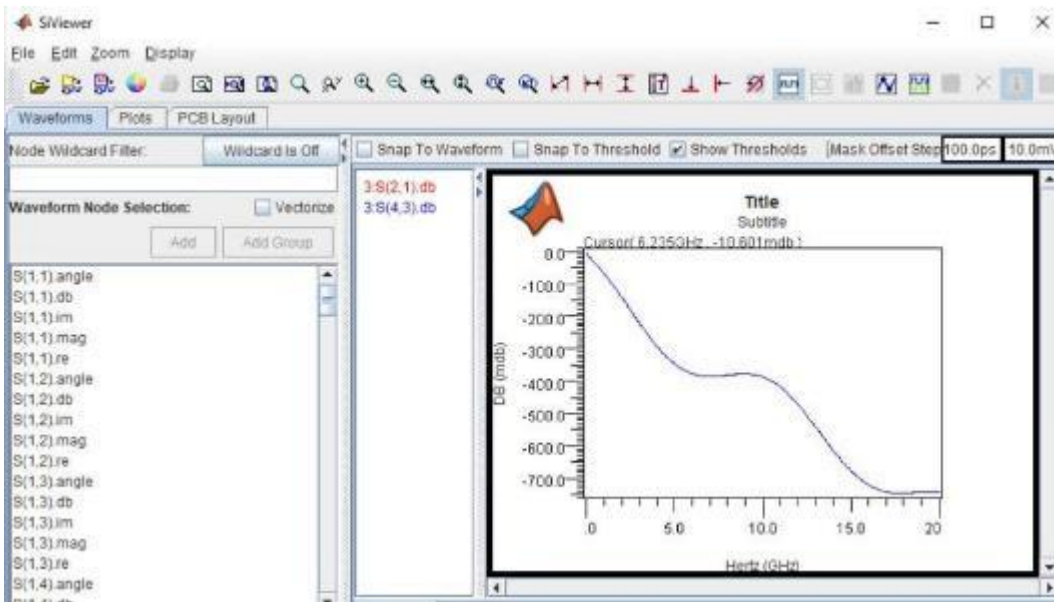 SiViewer
File Edit Zoom Display
Waveforms Plots PCB Layout
Node Wildcard Filter: Wildcard Is Off
Snap To Waveform Snap To Threshold Show Thresholds [Mask Offset Step 100.0ps 10.0mV
Waveform Node Selection: Vectorize
Add Add Group
S(1,1).angle
S(1,1).db
S(1,1).im
S(1,1).mag
S(1,1).re
S(1,2).angle
S(1,2).db
S(1,2).im
S(1,2).mag
S(1,2).re
S(1,3).angle
S(1,3).db
S(1,3).im
S(1,3).mag
S(1,3).re
S(1,4).angle
3:S(2,1).db
3:S(4,3).db
Title
Subtitle
Cursor( 6.235GHz , -10.601mdb )
0.0
-100.0
-200.0
-300.0
-400.0
-500.0
-600.0
-700.0
DB (mdb)
.0 5.0 10.0 15.0 20
Hertz (GHz)